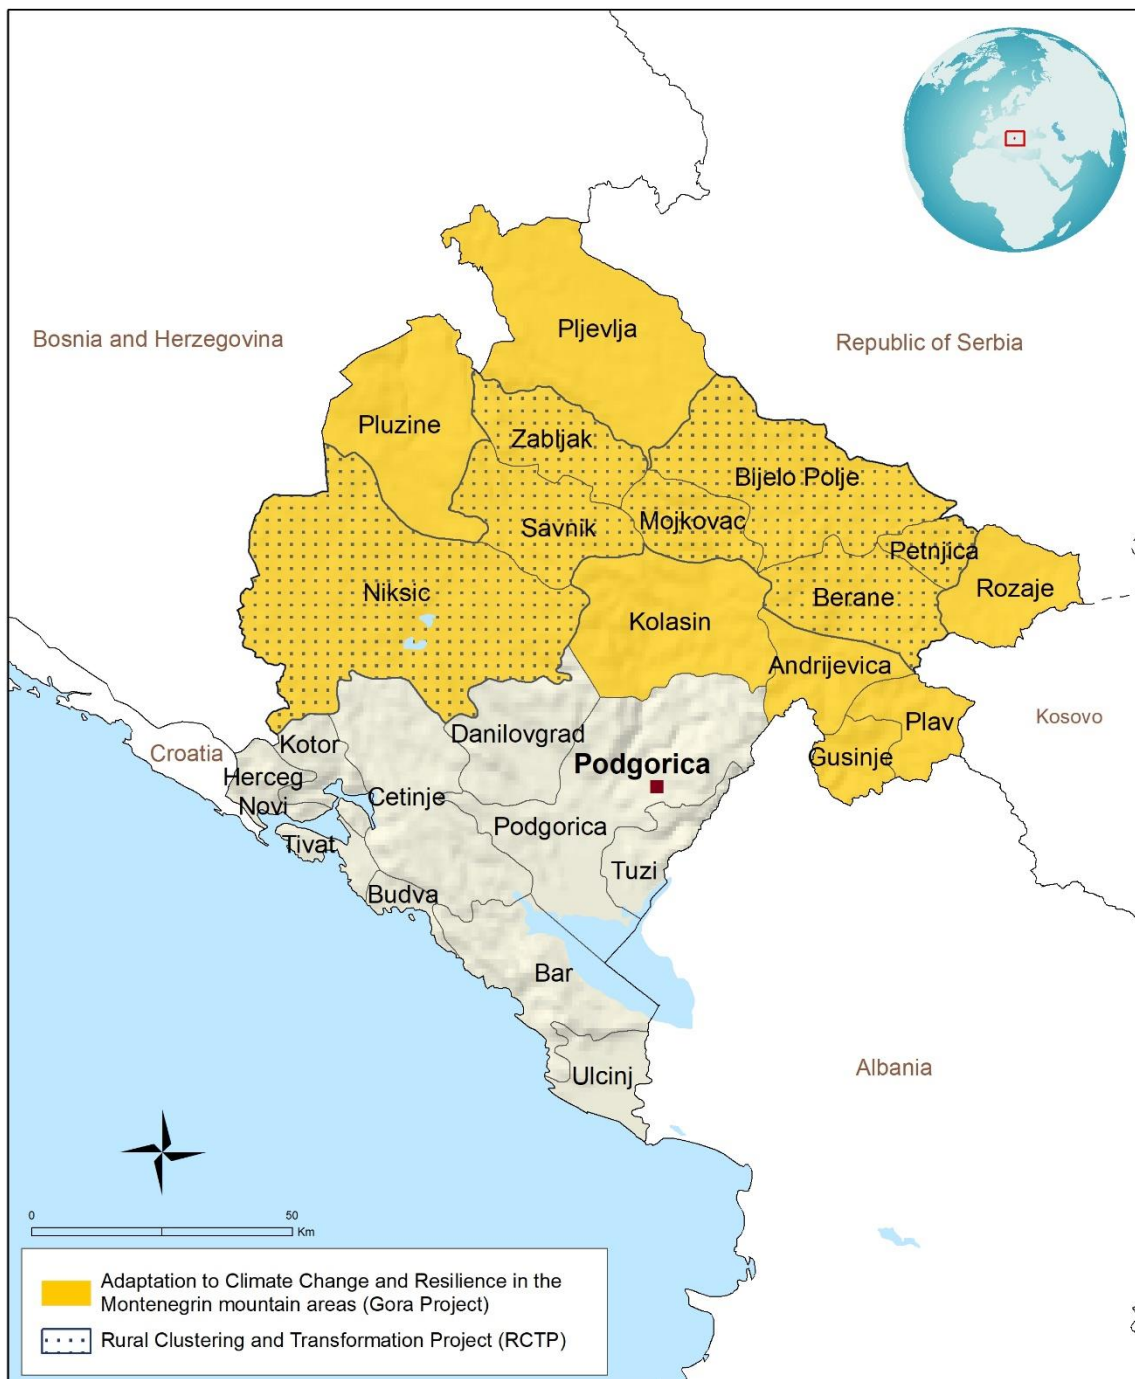 Bosnia and Herzegovina
Republic of Serbia
Pljevlja
Pluzine
Zabljak
Bijelo Polje
Savnik
Mojkovac
Petnjica
Niksic
Berane
Rozaje
Kolasin
Andrijevica
Plav
Kosovo
Gusinje
Croatia
Kotor
Danilovgrad
Podgorica
Herceg
Novi
Cetinje
Podgorica
Tivat
Tuzi
Budva
Bar
Ulcinj
Albania
0 50
Km
Adaptation to Climate Change and Resilience in the
Montenegrin mountain areas (Gora Project)
Rural Clustering and Transformation Project (RCTP)